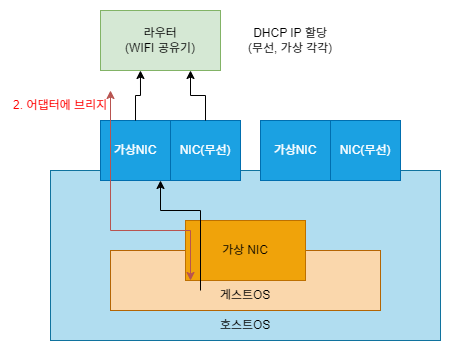 라우터
(WIFI 공유기)
DHCP IP 할당
(무선, 가상 각각)
2. 어댑터에 브리지
가상NIC
NIC(무선)
가상NIC
NIC(무선)
가상 NIC
게스트OS
호스트OS